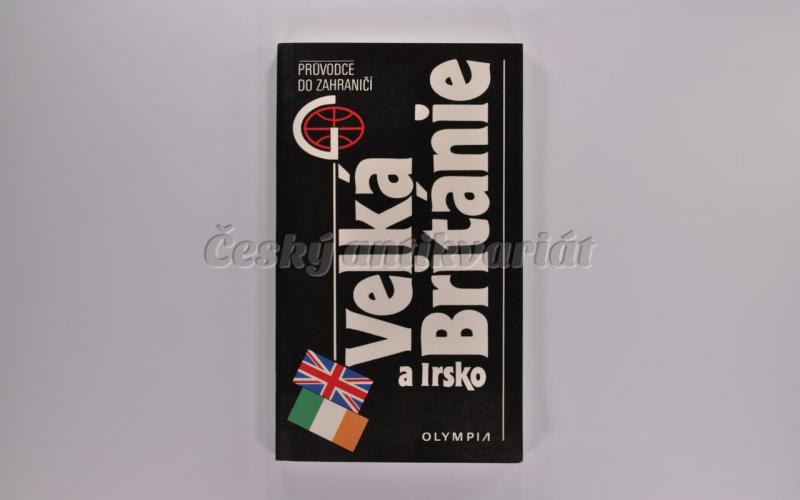 PRŮVODCE
DO ZAHRANIČÍ
Velká
Británie
a Irsko
OLYMPIA
Český antikvariát